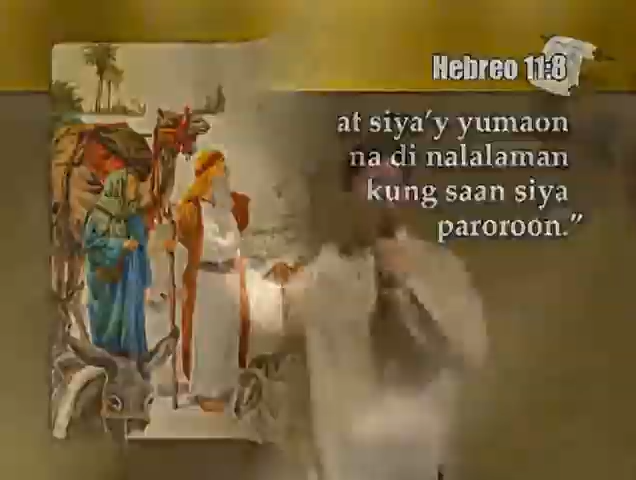 Hebreo 11:8
at siya'y yumaon
na di nalalaman
kung saan siya
paroroon.”